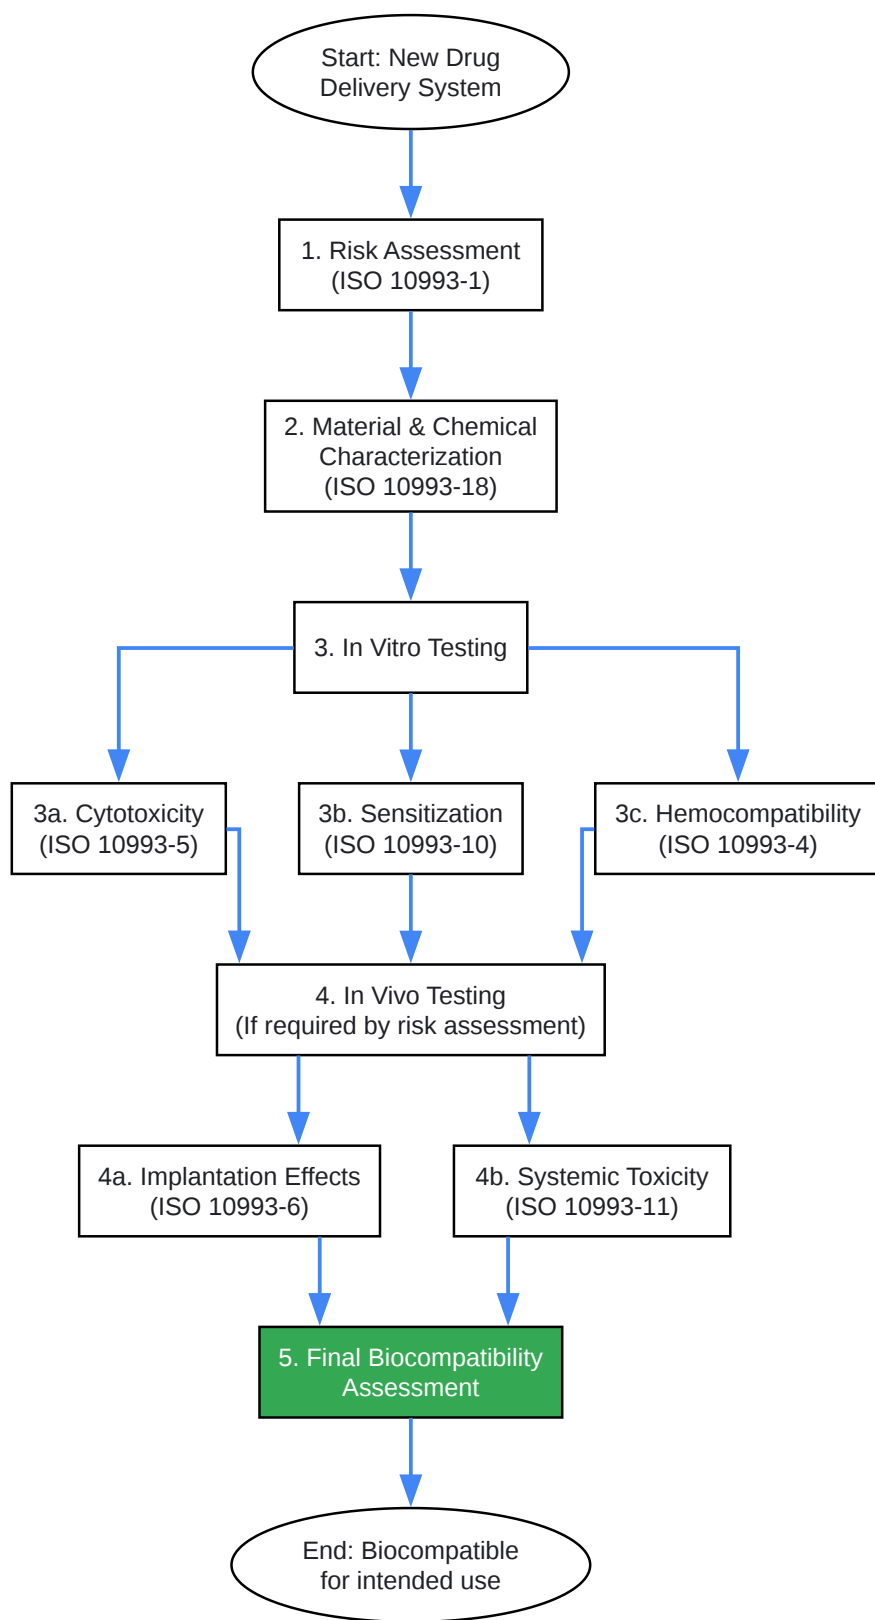 Start: New Drug
Delivery System
1. Risk Assessment
(ISO 10993-1)
2. Material & Chemical
Characterization
(ISO 10993-18)
3. In Vitro Testing
3a. Cytotoxicity
(ISO 10993-5)
3b. Sensitization
(ISO 10993-10)
3c. Hemocompatibility
(ISO 10993-4)
4. In Vivo Testing
(If required by risk assessment)
4a. Implantation Effects
(ISO 10993-6)
4b. Systemic Toxicity
(ISO 10993-11)
5. Final Biocompatibility
Assessment
End: Biocompatible
for intended use